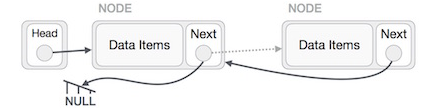 NODE NODE
Head Next Next
Data Items Data Items
NULL